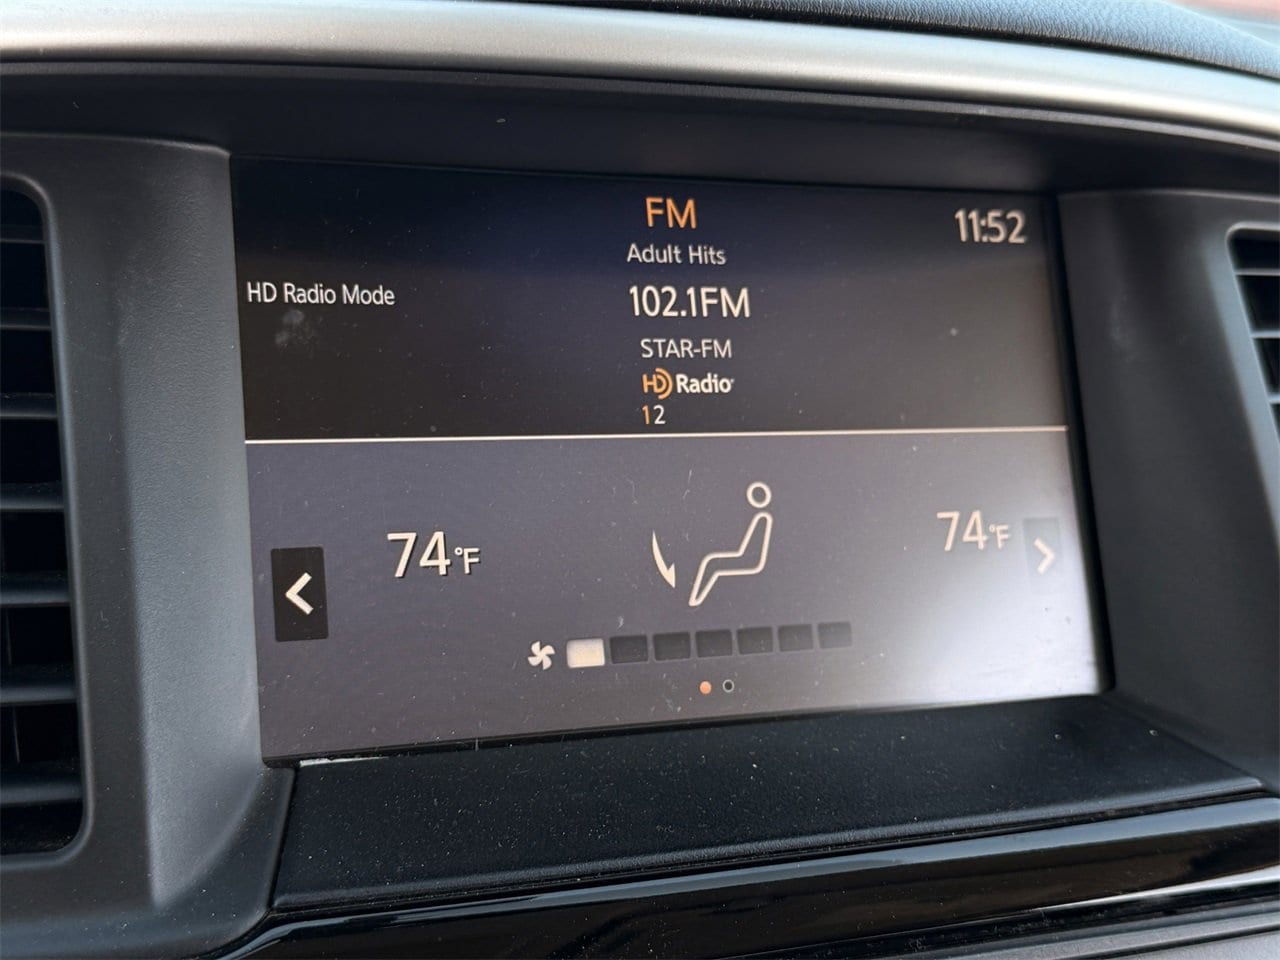 FM
11:52
Adult Hits
HD Radio Mode
102.1FM
STAR-FM
HD Radio
12
74°F
74°F